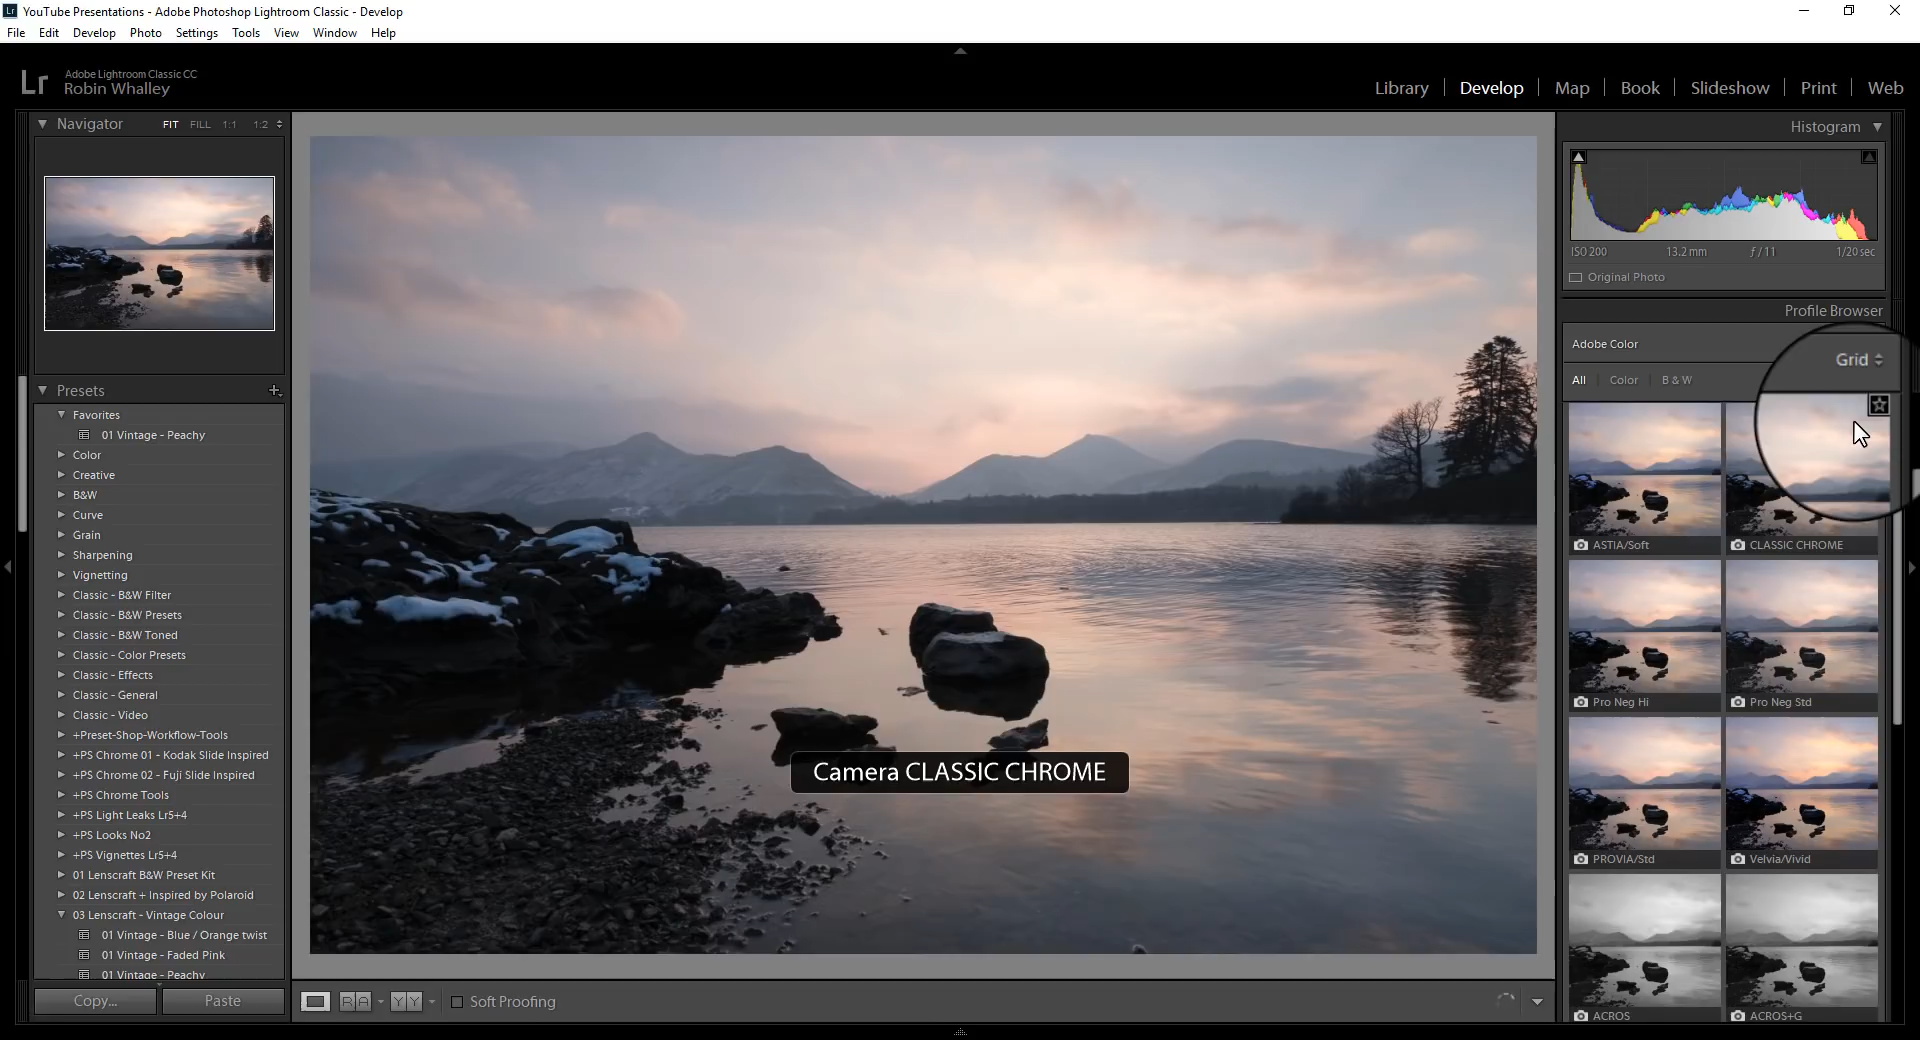 YouTube Presentations - Adobe Photoshop Lightroom Classic - Develop
File Edit Develop Photo Settings Tools View Window Help
Lr Adobe Lightroom Classic CC
Robin Whalley
Library Develop Map Book Slideshow Print Web
Navigator FIT FILL 1:1 1:2
Histogram
ISO 200 13.2 mm ƒ / 11 1/20 sec
Original Photo
Profile Browser
Adobe Color
Grid
All Color B & W
ASTIA/Soft CLASSIC CHROME
Pro Neg Hi Pro Neg Std
PROVIA/Std Velvia/Vivid
ACROS ACROS+G
Presets
Favorites
01 Vintage - Peachy
Color
Creative
B&W
Curve
Grain
Sharpening
Vignetting
Classic - B&W Filter
Classic - B&W Presets
Classic - B&W Toned
Classic - Color Presets
Classic - Effects
Classic - General
Classic - Video
+Preset-Shop-Workflow-Tools
+PS Chrome 01 - Kodak Slide Inspired
+PS Chrome 02 - Fuji Slide Inspired
+PS Chrome Tools
+PS Light Leaks Lr5+4
+PS Looks No2
+PS Vignettes Lr5+4
01 Lenscraft B&W Preset Kit
02 Lenscraft + Inspired by Polaroid
03 Lenscraft - Vintage Colour
01 Vintage - Blue / Orange twist
01 Vintage - Faded Pink
01 Vintage - Peachy
Camera CLASSIC CHROME
Copy... Paste
R A Y Y Soft Proofing